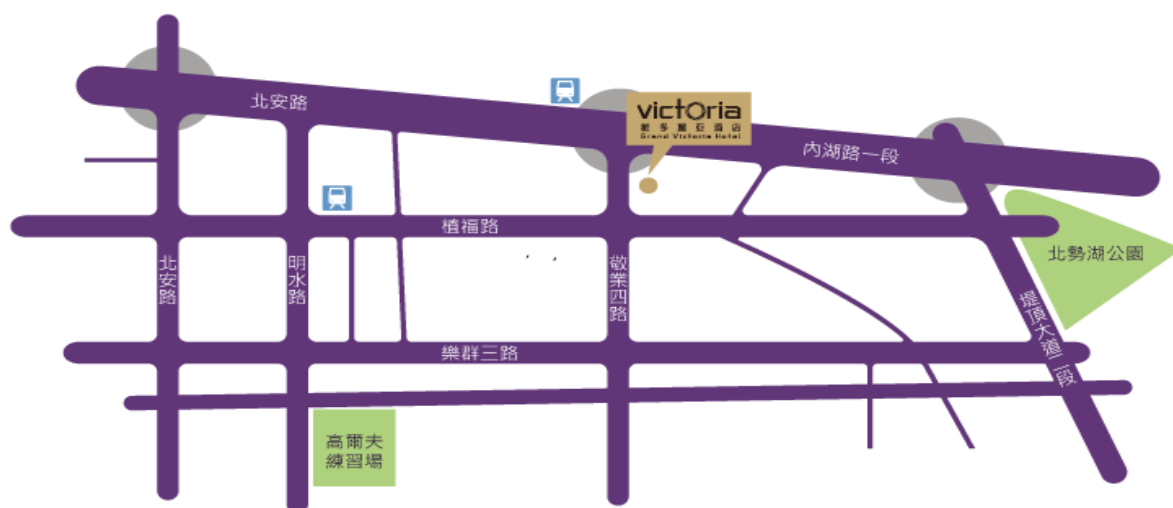 北安路
victoria
維多麗亞酒店
Grand Victoria Hotel
內湖路一段
植福路
北勢湖公園
北安路
明水路
敬業四路
堤頂大道二段
樂群三路
高爾夫
練習場